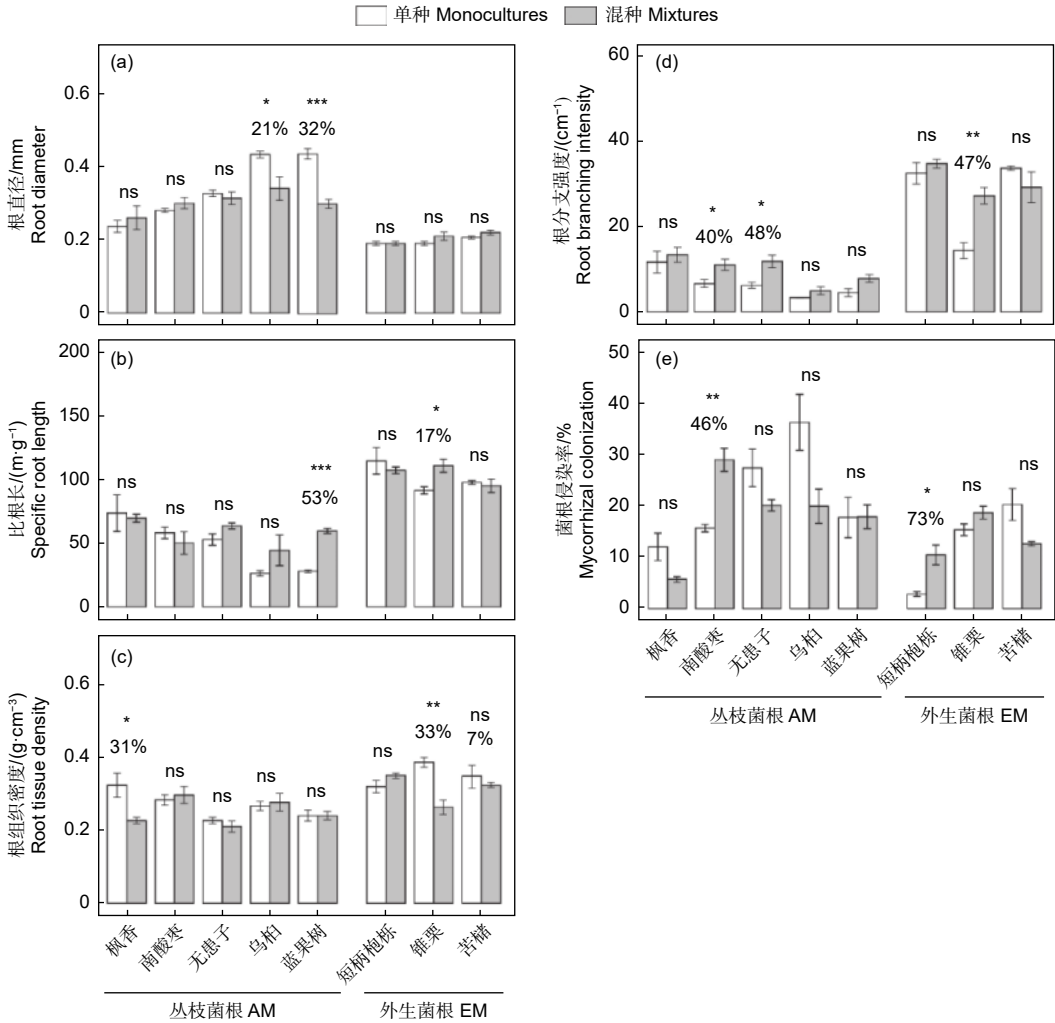 单种 Monocultures 混种 Mixtures
(a)
根直径/mm
Root diameter
0.6
0.4
0.2
0
ns
ns
ns
*
21%
***
32%
ns
ns
ns
(b)
比根长/(m·g⁻¹)
Specific root length
200
150
100
50
0
ns
ns
ns
ns
***
53%
ns
*
17%
ns
(c)
根组织密度/(g·cm⁻³)
Root tissue density
0.6
0.4
0.2
0
*
31%
ns
ns
ns
ns
ns
**
33%
ns
7%
枫香
南酸枣
无患子
乌桕
蓝果树
短柄枹栎
锥栗
苦槠
丛枝菌根 AM
外生菌根 EM
(d)
根分支强度/(cm⁻¹)
Root branching intensity
60
40
20
0
ns
*
40%
*
48%
ns
ns
ns
**
47%
ns
(e)
菌根侵染率/%
Mycorrhizal colonization
50
40
30
20
10
0
ns
**
46%
ns
ns
ns
*
73%
ns
ns
枫香
南酸枣
无患子
乌桕
蓝果树
短柄枹栎
锥栗
苦槠
丛枝菌根 AM
外生菌根 EM